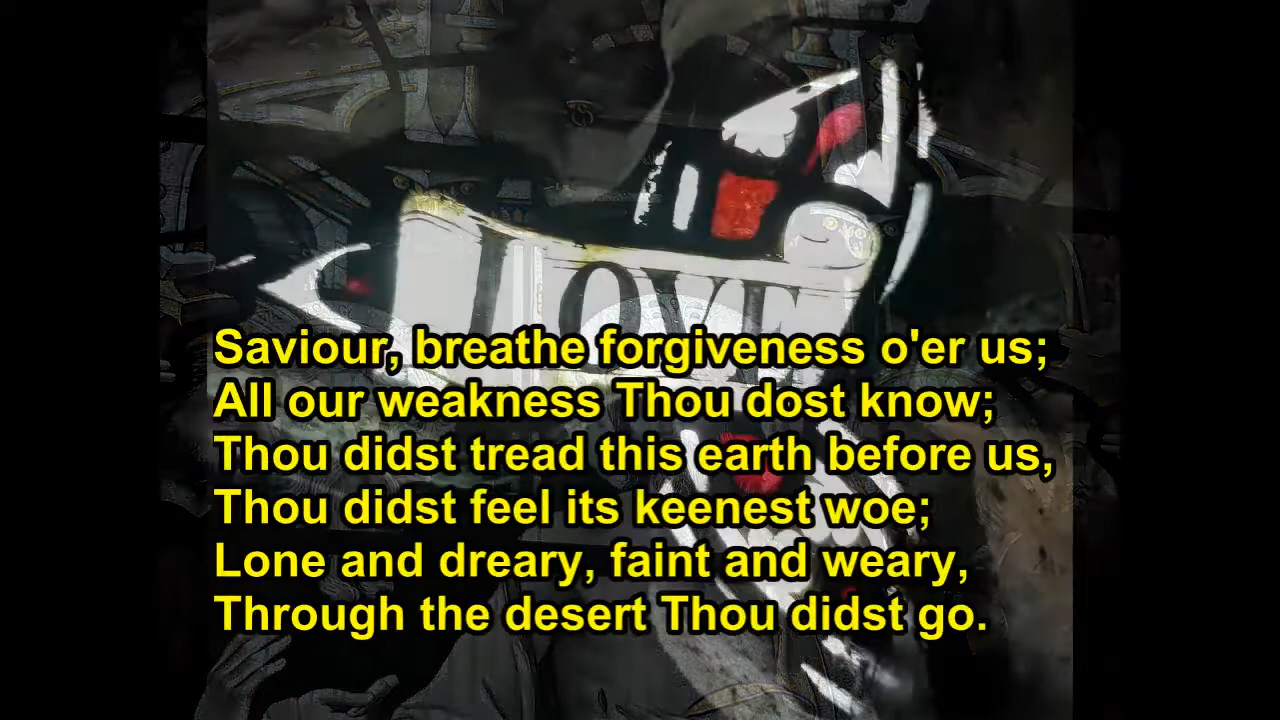 LOVE
Saviour, breathe forgiveness o'er us;
All our weakness Thou dost know;
Thou didst tread this earth before us,
Thou didst feel its keenest woe;
Lone and dreary, faint and weary,
Through the desert Thou didst go.